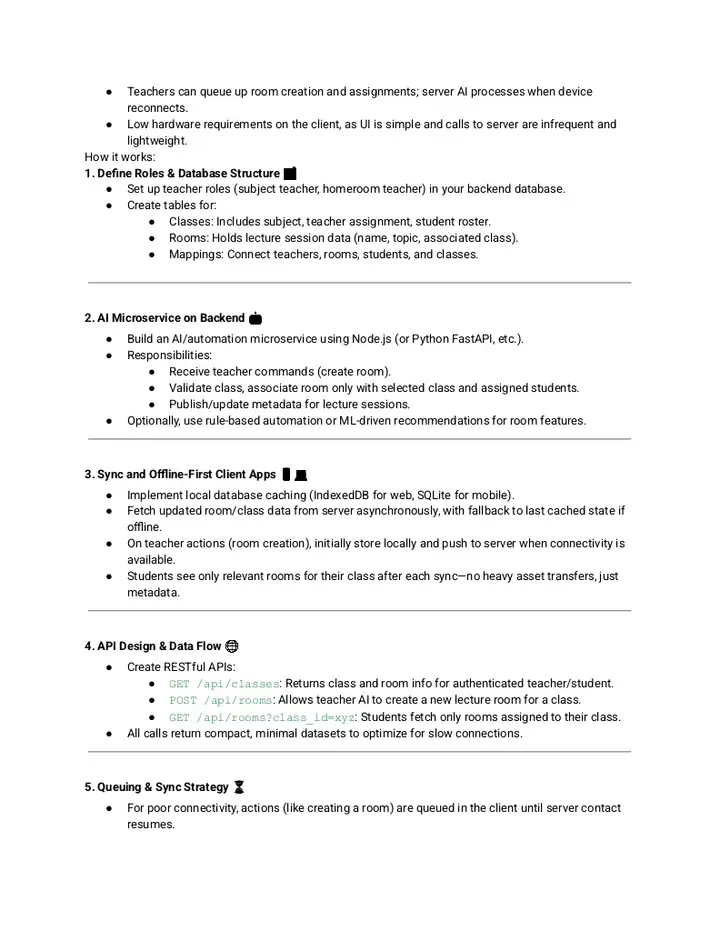 ● Teachers can queue up room creation and assignments; server AI processes when device
reconnects.
● Low hardware requirements on the client, as UI is simple and calls to server are infrequent and
lightweight.
How it works:
1. Define Roles & Database Structure
● Set up teacher roles (subject teacher, homeroom teacher) in your backend database.
● Create tables for:
● Classes: Includes subject, teacher assignment, student roster.
● Rooms: Holds lecture session data (name, topic, associated class).
● Mappings: Connect teachers, rooms, students, and classes.
2. AI Microservice on Backend
● Build an AI/automation microservice using Node.js (or Python FastAPI, etc.).
● Responsibilities:
● Receive teacher commands (create room).
● Validate class, associate room only with selected class and assigned students.
● Publish/update metadata for lecture sessions.
● Optionally, use rule-based automation or ML-driven recommendations for room features.
3. Sync and Offline-First Client Apps
● Implement local database caching (IndexedDB for web, SQLite for mobile).
● Fetch updated room/class data from server asynchronously, with fallback to last cached state if
offline.
● On teacher actions (room creation), initially store locally and push to server when connectivity is
available.
● Students see only relevant rooms for their class after each sync—no heavy asset transfers, just
metadata.
4. API Design & Data Flow
● Create RESTful APIs:
● GET /api/classes: Returns class and room info for authenticated teacher/student.
● POST /api/rooms: Allows teacher AI to create a new lecture room for a class.
● GET /api/rooms?class_id=xyz: Students fetch only rooms assigned to their class.
● All calls return compact, minimal datasets to optimize for slow connections.
5. Queuing & Sync Strategy
● For poor connectivity, actions (like creating a room) are queued in the client until server contact
resumes.